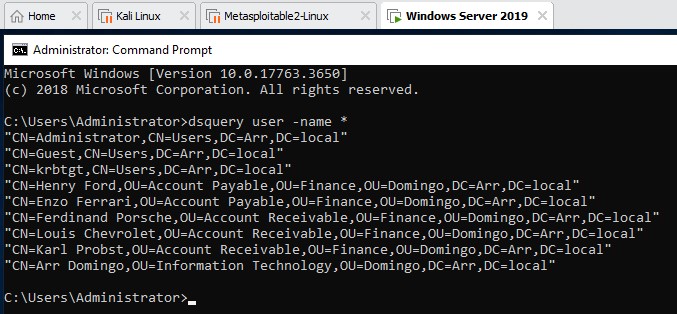 Home Kali Linux Metasploitable2-Linux Windows Server 2019
Administrator: Command Prompt
Microsoft Windows [Version 10.0.17763.3650]
(c) 2018 Microsoft Corporation. All rights reserved.
C:\Users\Administrator>dsquery user -name *
"CN=Administrator,CN=Users,DC=Arr,DC=local"
"CN=Guest,CN=Users,DC=Arr,DC=local"
"CN=krbtgt,CN=Users,DC=Arr,DC=local"
"CN=Henry Ford,OU=Account Payable,OU=Finance,OU=Domingo,DC=Arr,DC=local"
"CN=Enzo Ferrari,OU=Account Payable,OU=Finance,OU=Domingo,DC=Arr,DC=local"
"CN=Ferdinand Porsche,OU=Account Receivable,OU=Finance,OU=Domingo,DC=Arr,DC=local"
"CN=Louis Chevrolet,OU=Account Receivable,OU=Finance,OU=Domingo,DC=Arr,DC=local"
"CN=Karl Probst,OU=Account Receivable,OU=Finance,OU=Domingo,DC=Arr,DC=local"
"CN=Arr Domingo,OU=Information Technology,OU=Domingo,DC=Arr,DC=local"
C:\Users\Administrator>